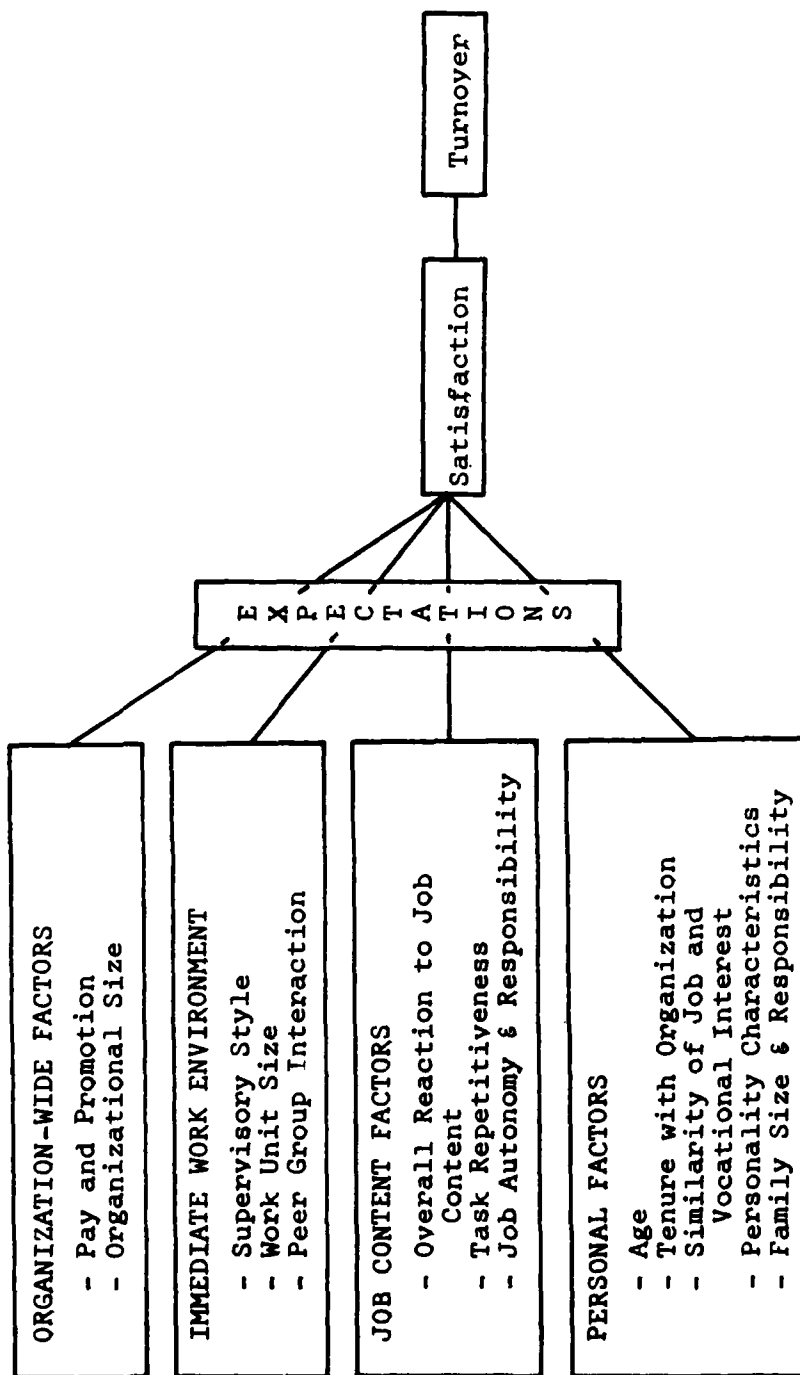 ORGANIZATION-WIDE FACTORS
- Pay and Promotion
- Organizational Size
IMMEDIATE WORK ENVIRONMENT
- Supervisory Style
- Work Unit Size
- Peer Group Interaction
JOB CONTENT FACTORS
- Overall Reaction to Job
Content
- Task Repetitiveness
- Job Autonomy & Responsibility
PERSONAL FACTORS
- Age
- Tenure with Organization
- Similarity of Job and
Vocational Interest
- Personality Characteristics
- Family Size & Responsibility
EXPECTATIONS
Satisfaction
Turnover